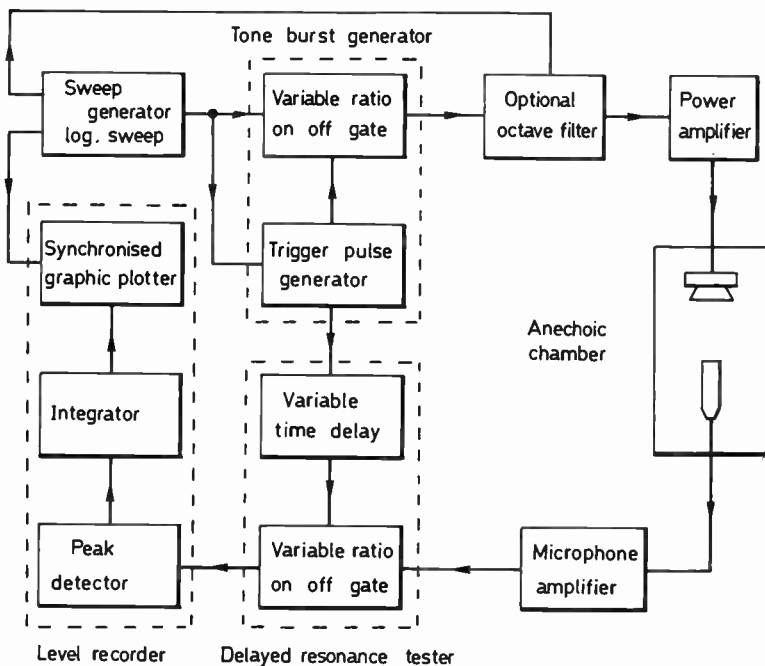 Tone burst generator
Sweep
generator
log. sweep
Variable ratio
on off gate
Optional
octave filter
Power
amplifier
Synchronised
graphic plotter
Trigger pulse
generator
Anechoic
chamber
Integrator
Variable
time delay
Peak
detector
Variable ratio
on off gate
Microphone
amplifier
Level recorder
Delayed resonance tester